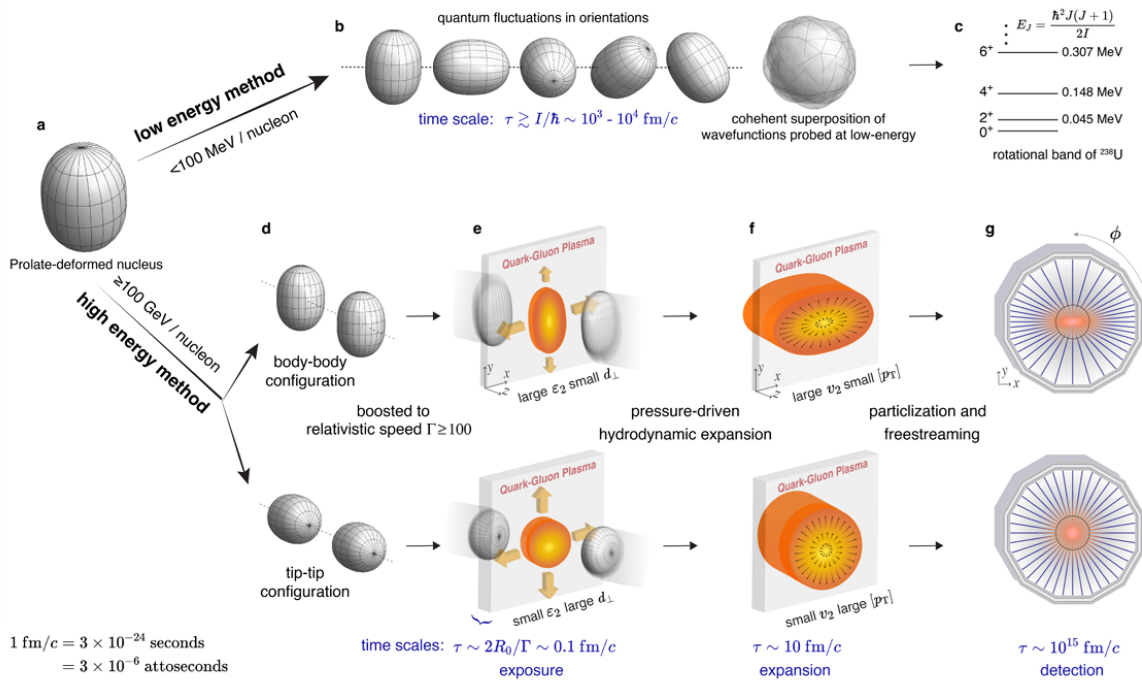 a
Prolate-deformed nucleus
low energy method
<100 MeV / nucleon
≥100 GeV / nucleon
high energy method
b
quantum fluctuations in orientations
time scale: τ ≳ I/ħ ∼ 10³ - 10⁴ fm/c
cohehent superposition of
wavefunctions probed at low-energy
c
E_J = ħ²J(J + 1) / 2I
6⁺ 0.307 MeV
4⁺ 0.148 MeV
2⁺ 0.045 MeV
0⁺
rotational band of ²³⁸U
d
body-body
configuration
boosted to
relativistic speed Γ≥100
tip-tip
configuration
e
Quark-Gluon Plasma
y
x
z
large ε₂ small d⊥
pressure-driven
hydrodynamic expansion
Quark-Gluon Plasma
small ε₂ large d⊥
f
Quark-Gluon Plasma
y
x
z
large v₂ small [p_T]
particlization and
freestreaming
Quark-Gluon Plasma
small v₂ large [p_T]
g
ϕ
y
x
1 fm/c = 3 × 10⁻²⁴ seconds
= 3 × 10⁻⁶ attoseconds
time scales: τ ∼ 2R₀/Γ ∼ 0.1 fm/c
exposure
τ ∼ 10 fm/c
expansion
τ ∼ 10¹⁵ fm/c
detection